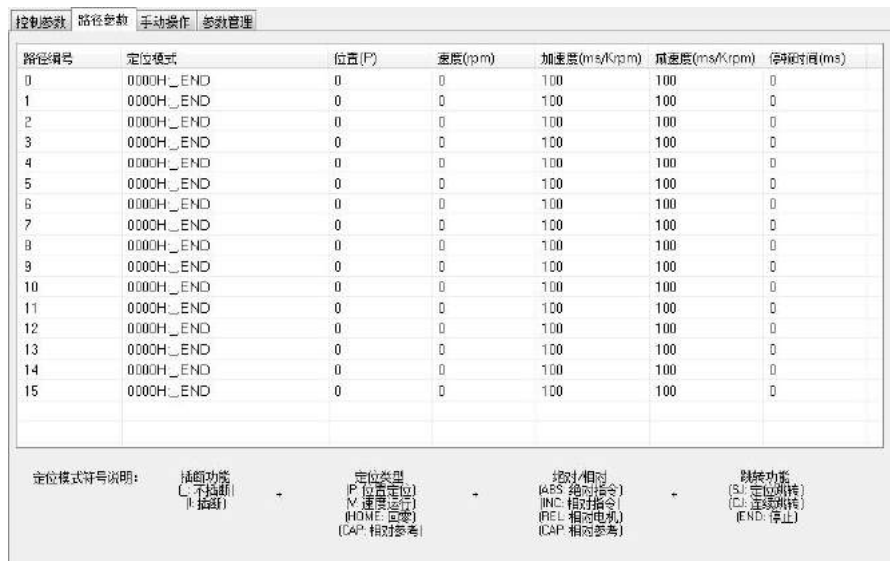 控制参数 路径参数 手动操作 参数管理
路径编号 定位模式 位置(P) 速度(rpm) 加速度(ms/Krpm) 减速度(ms/Krpm) 停顿时间(ms)
0 0000H:_END 0 0 100 100 0
1 0000H:_END 0 0 100 100 0
2 0000H:_END 0 0 100 100 0
3 0000H:_END 0 0 100 100 0
4 0000H:_END 0 0 100 100 0
5 0000H:_END 0 0 100 100 0
6 0000H:_END 0 0 100 100 0
7 0000H:_END 0 0 100 100 0
8 0000H:_END 0 0 100 100 0
9 0000H:_END 0 0 100 100 0
10 0000H:_END 0 0 100 100 0
11 0000H:_END 0 0 100 100 0
12 0000H:_END 0 0 100 100 0
13 0000H:_END 0 0 100 100 0
14 0000H:_END 0 0 100 100 0
15 0000H:_END 0 0 100 100 0
定位模式符号说明: 插断功能 定位类型 绝对/相对 跳转功能
(_: 不插断) (P: 位置定位) (ABS: 绝对指令) (SJ: 定位跳转)
(I: 插断) + (V: 速度运行) + (INC: 相对指令) + (CJ: 连续跳转)
(HOME: 回零) (REL: 相对电机) (END: 停止)
(CAP: 相对参考) (CAP: 相对参考)